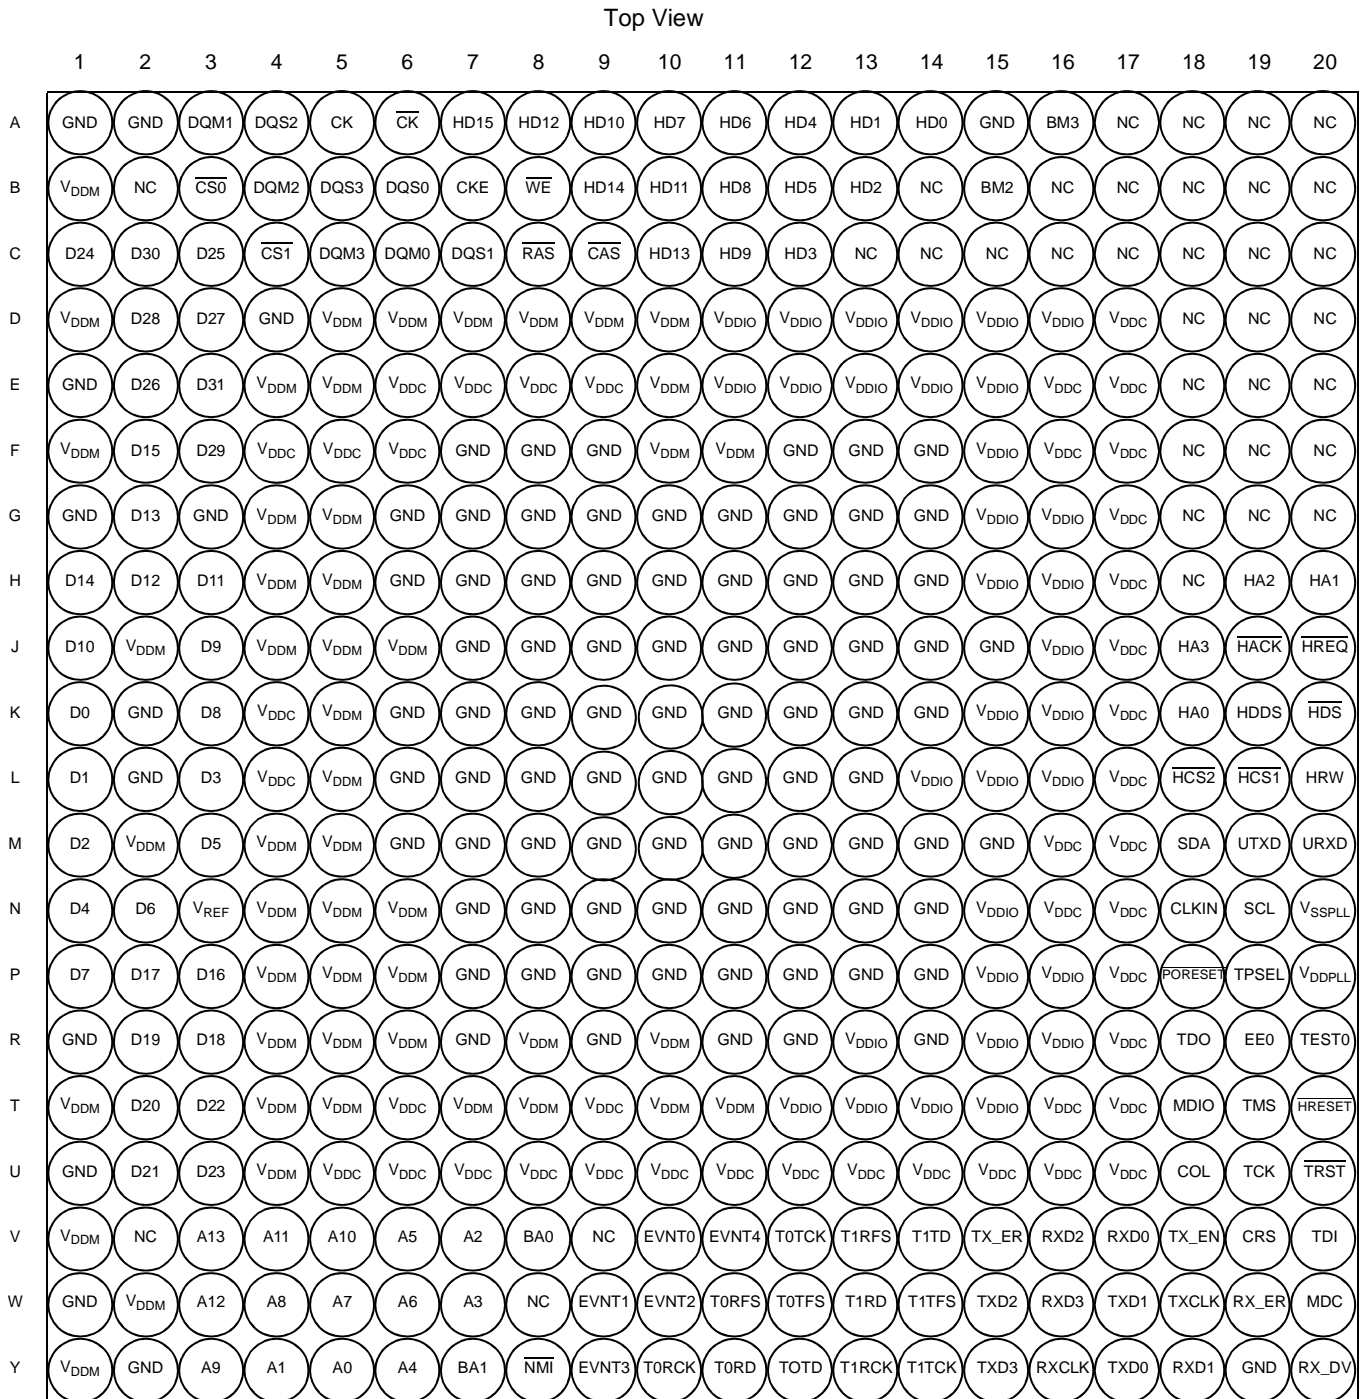 Top View
1 2 3 4 5 6 7 8 9 10 11 12 13 14 15 16 17 18 19 20
A GND GND DQM1 DQS2 CK CK HD15 HD12 HD10 HD7 HD6 HD4 HD1 HD0 GND BM3 NC NC NC NC
B VDDM NC CS0 DQM2 DQS3 DQS0 CKE WE HD14 HD11 HD8 HD5 HD2 NC BM2 NC NC NC NC NC
C D24 D30 D25 CS1 DQM3 DQM0 DQS1 RAS CAS HD13 HD9 HD3 NC NC NC NC NC NC NC NC
D VDDM D28 D27 GND VDDM VDDM VDDM VDDM VDDM VDDM VDDIO VDDIO VDDIO VDDIO VDDIO VDDIO VDDC NC NC NC
E GND D26 D31 VDDM VDDM VDDC VDDC VDDC VDDC VDDM VDDIO VDDIO VDDIO VDDIO VDDIO VDDC VDDC NC NC NC
F VDDM D15 D29 VDDC VDDC VDDC GND GND GND VDDM VDDM GND GND GND VDDIO VDDC VDDC NC NC NC
G GND D13 GND VDDM VDDM GND GND GND GND GND GND GND GND GND VDDIO VDDIO VDDC NC NC NC
H D14 D12 D11 VDDM VDDM GND GND GND GND GND GND GND GND GND VDDIO VDDIO VDDC NC HA2 HA1
J D10 VDDM D9 VDDM VDDM VDDM GND GND GND GND GND GND GND GND GND VDDIO VDDC HA3 HACK HREQ
K D0 GND D8 VDDC VDDM GND GND GND GND GND GND GND GND GND VDDIO VDDIO VDDC HA0 HDDS HDS
L D1 GND D3 VDDC VDDM GND GND GND GND GND GND GND GND VDDIO VDDIO VDDIO VDDC HCS2 HCS1 HRW
M D2 VDDM D5 VDDM VDDM GND GND GND GND GND GND GND GND GND GND VDDC VDDC SDA UTXD URXD
N D4 D6 VREF VDDM VDDM VDDM GND GND GND GND GND GND GND GND VDDIO VDDC VDDC CLKIN SCL VSSPLL
P D7 D17 D16 VDDM VDDM VDDM GND GND GND GND GND GND GND GND VDDIO VDDIO VDDC PORESET TPSEL VDDPLL
R GND D19 D18 VDDM VDDM VDDM GND VDDM GND VDDM GND GND VDDIO GND VDDIO VDDIO VDDC TDO EE0 TEST0
T VDDM D20 D22 VDDM VDDM VDDC VDDM VDDM VDDC VDDM VDDM VDDIO VDDIO VDDIO VDDIO VDDC VDDC MDIO TMS HRESET
U GND D21 D23 VDDM VDDC VDDC VDDC VDDC VDDC VDDC VDDC VDDC VDDC VDDC VDDC VDDC VDDC COL TCK TRST
V VDDM NC A13 A11 A10 A5 A2 BA0 NC EVNT0 EVNT4 T0TCK T1RFS T1TD TX_ER RXD2 RXD0 TX_EN CRS TDI
W GND VDDM A12 A8 A7 A6 A3 NC EVNT1 EVNT2 T0RFS T0TFS T1RD T1TFS TXD2 RXD3 TXD1 TXCLK RX_ER MDC
Y VDDM GND A9 A1 A0 A4 BA1 NMI EVNT3 T0RCK T0RD TOTD T1RCK T1TCK TXD3 RXCLK TXD0 RXD1 GND RX_DV